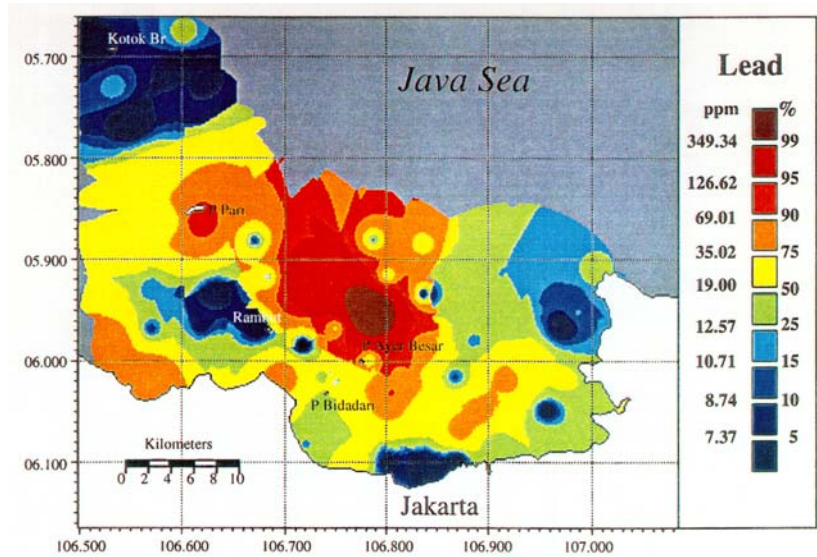 Kotok Br
Java Sea
P Pari
P Ayer Besar
P Bidadari
Kilometers
0 2 4 6 8 10
Jakarta
05.700
05.800
05.900
06.000
06.100
106.500 106.600 106.700 106.800 106.900 107.000
Lead
ppm %
349.34 99
126.62 95
69.01 90
35.02 75
19.00 50
12.57 25
10.71 15
8.74 10
7.37 5